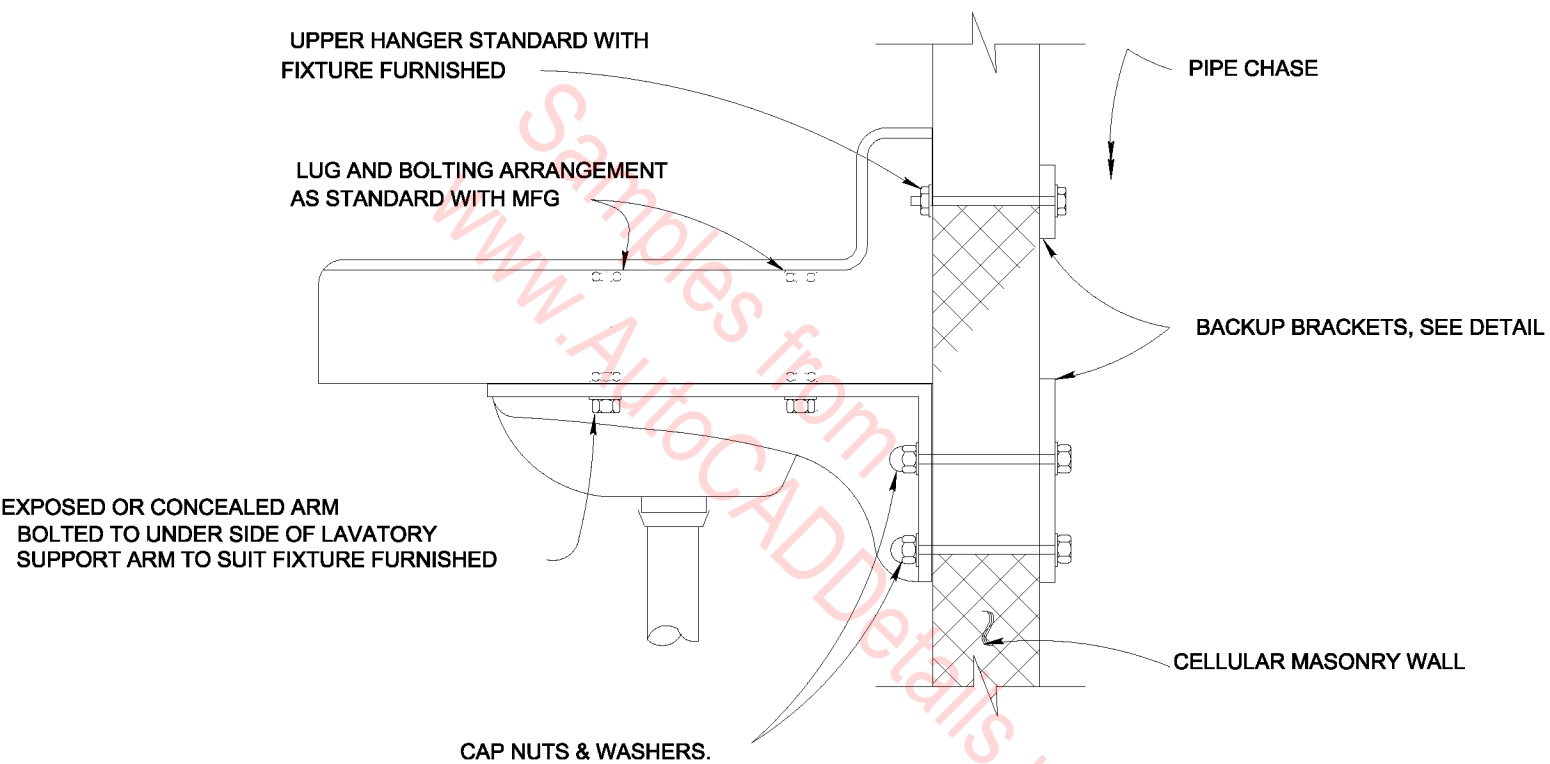 UPPER HANGER STANDARD WITH
FIXTURE FURNISHED
PIPE CHASE
LUG AND BOLTING ARRANGEMENT
AS STANDARD WITH MFG
BACKUP BRACKETS, SEE DETAIL
EXPOSED OR CONCEALED ARM
BOLTED TO UNDER SIDE OF LAVATORY
SUPPORT ARM TO SUIT FIXTURE FURNISHED
CELLULAR MASONRY WALL
CAP NUTS & WASHERS.
Samples from
www.AutoCADDetails